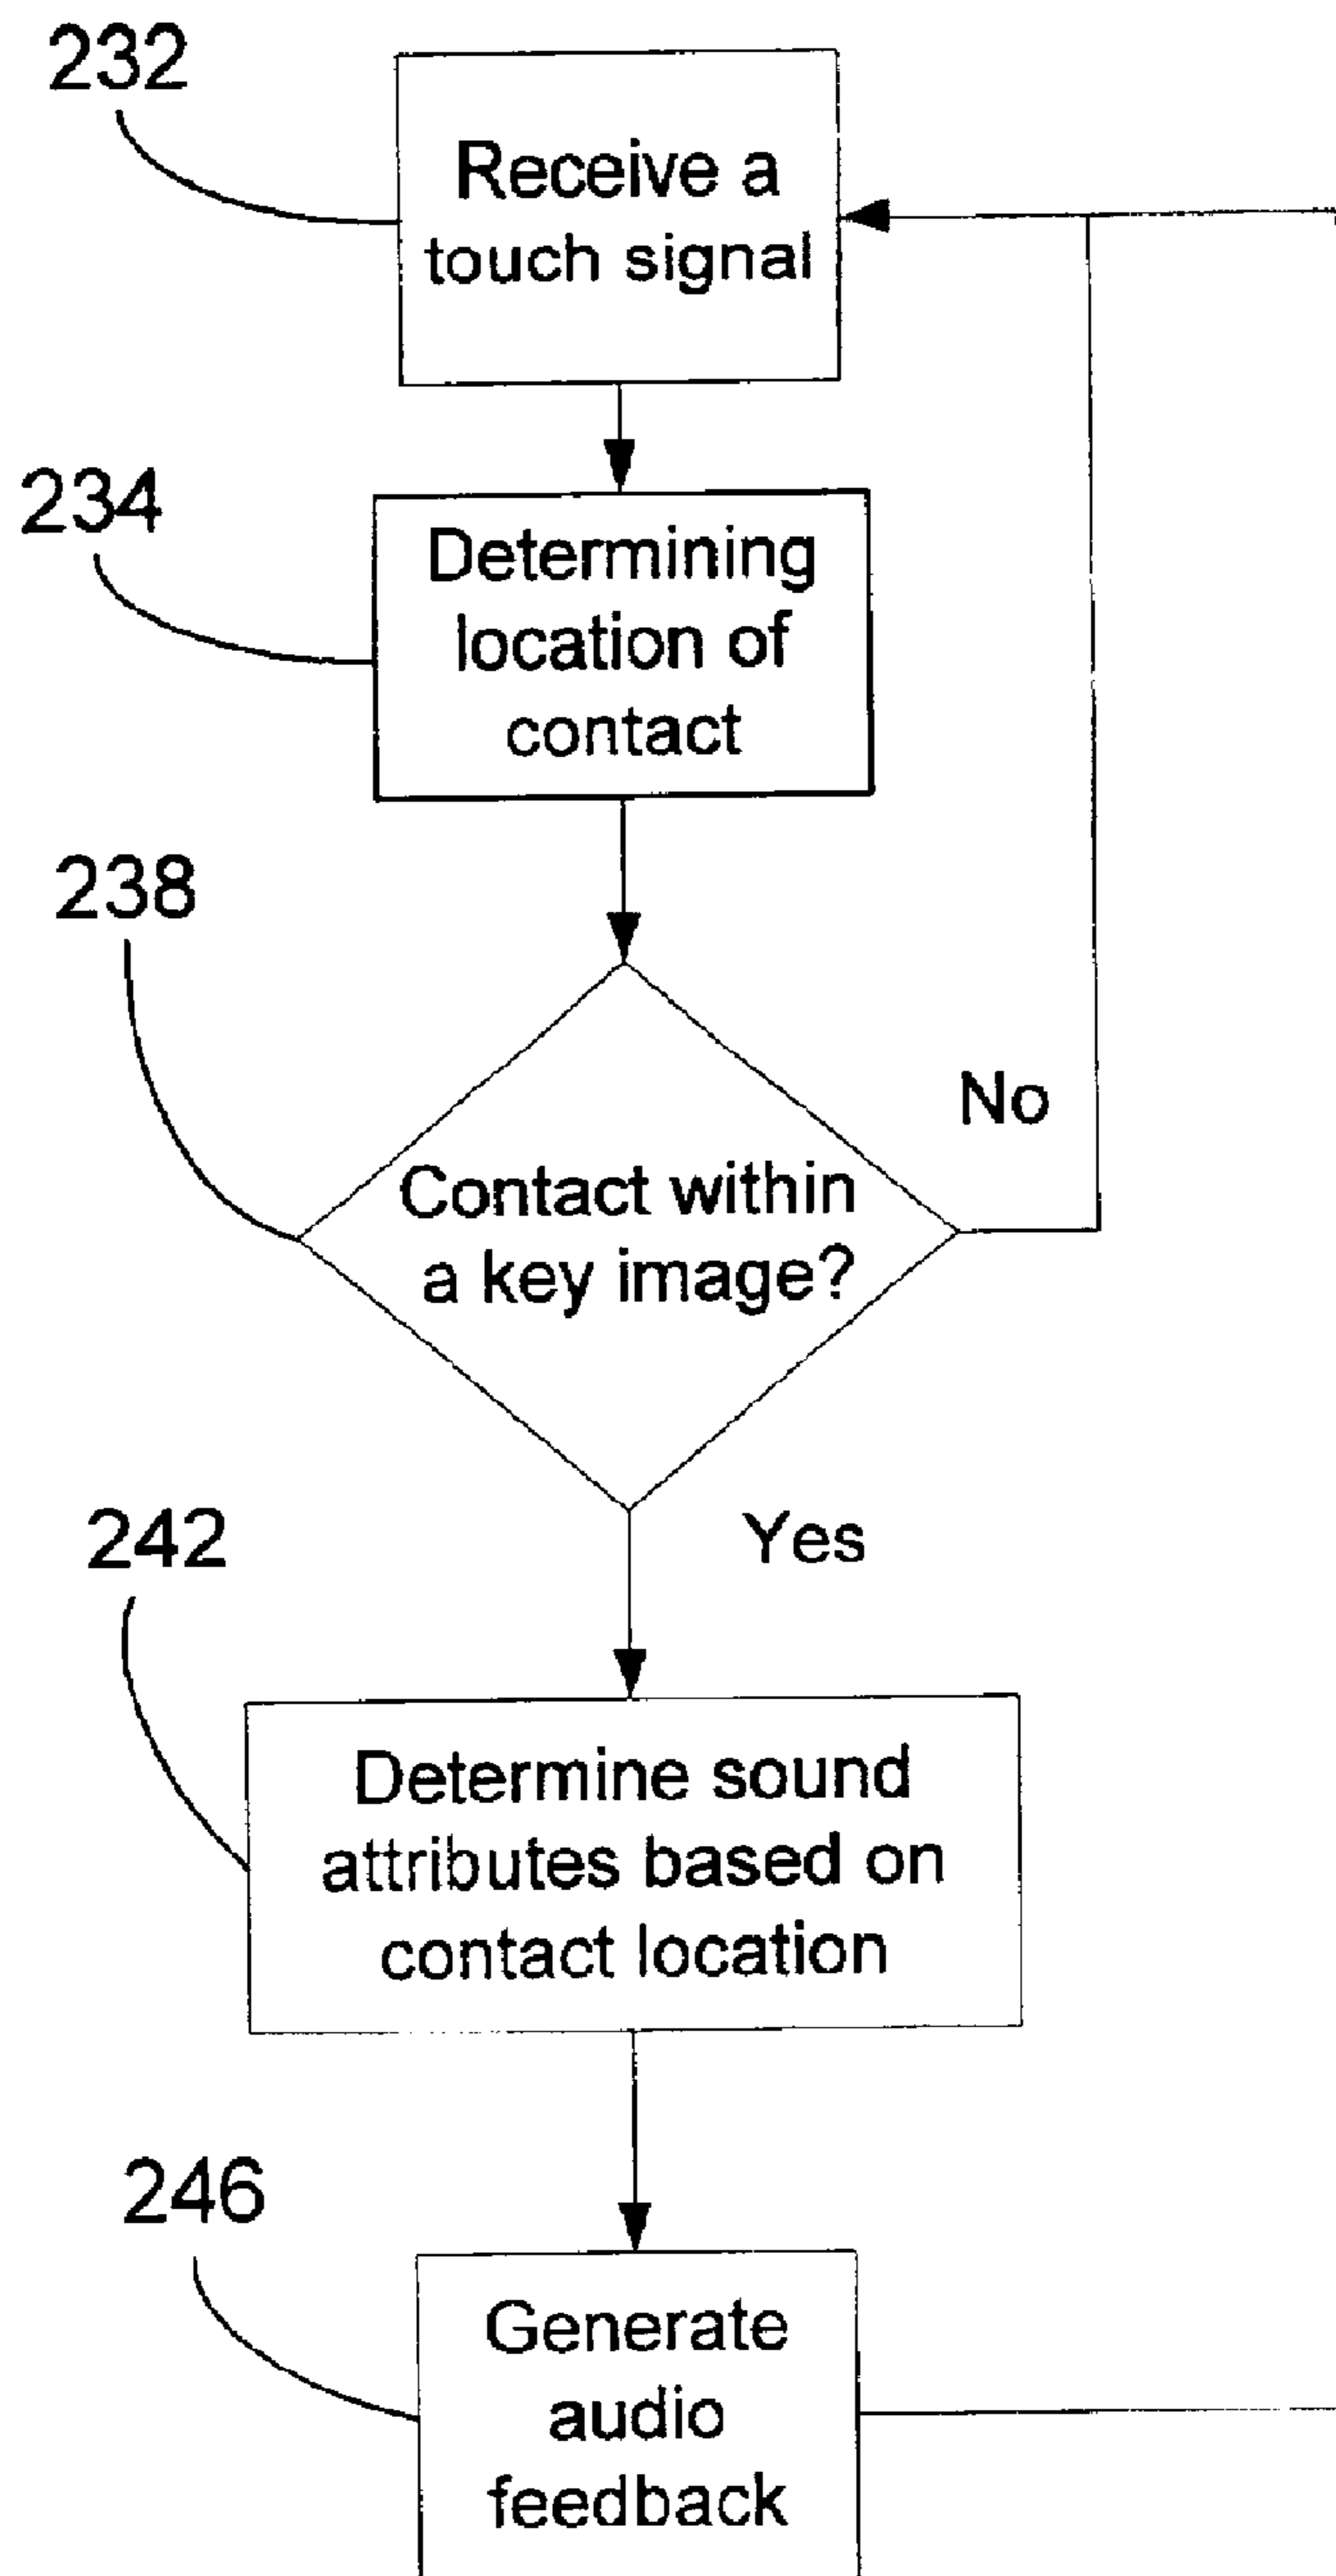 232
Receive a
touch signal
234
Determining
location of
contact
238
No
Contact within
a key image?
Yes
242
Determine sound
attributes based on
contact location
246
Generate
audio
feedback